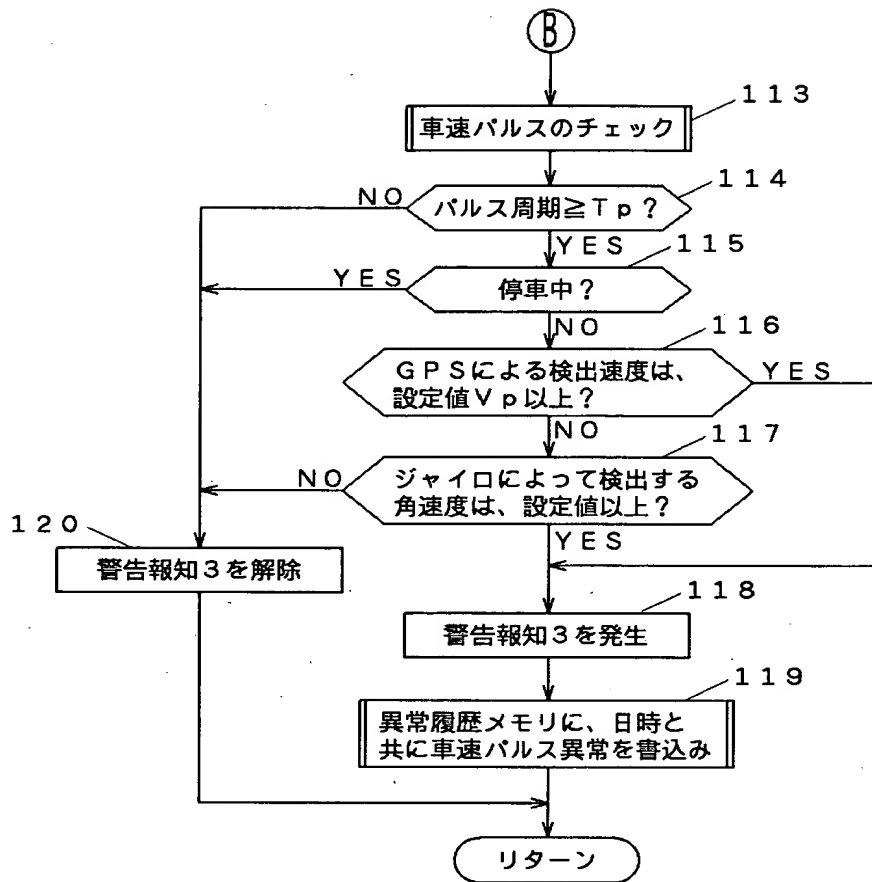 B
113
車速パルスのチェック
114
NO
パルス周期≧Tp?
YES
115
YES
停車中?
NO
116
GPSによる検出速度は、
設定値Vp以上?
YES
NO
117
NO
ジャイロによって検出する
角速度は、設定値以上?
YES
120
警告報知3を解除
118
警告報知3を発生
119
異常履歴メモリに、日時と
共に車速パルス異常を書込み
リターン